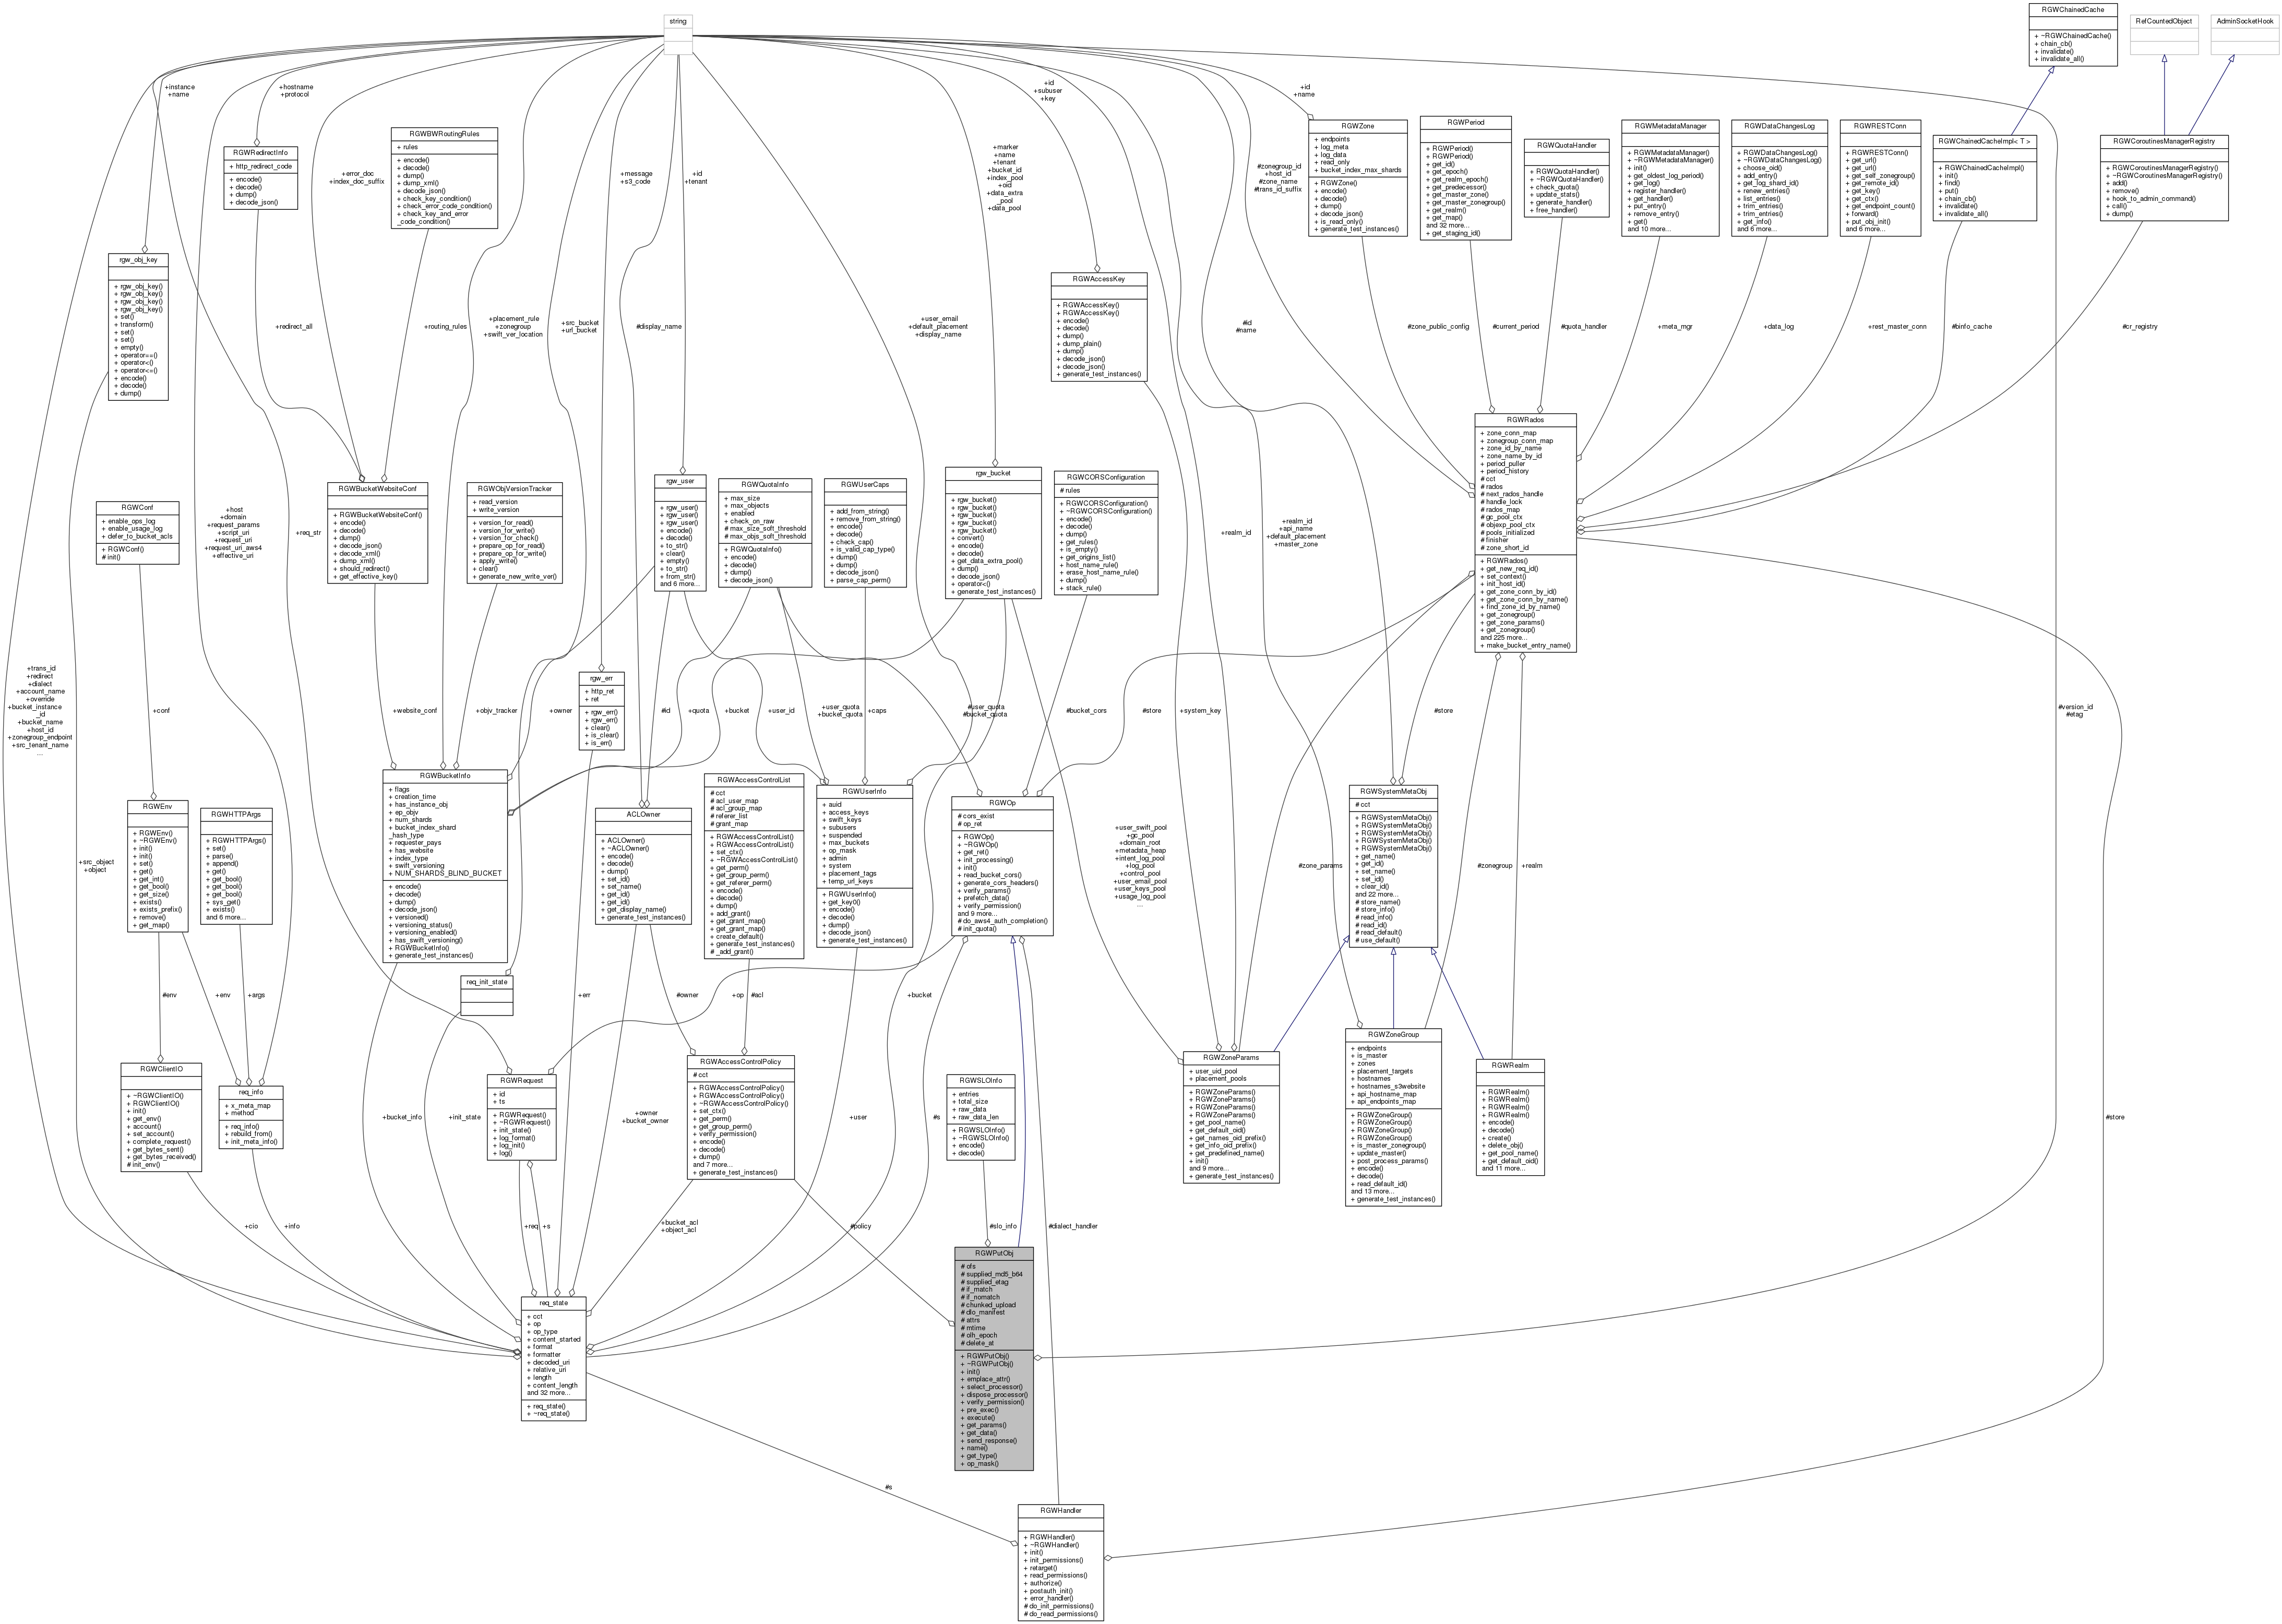 string
RGWChainedCache
+ ~RGWChainedCache()
+ chain_cb()
+ invalidate()
+ invalidate_all()
RefCountedObject
AdminSocketHook
+instance
+name
+hostname
+protocol
+error_doc
+index_doc_suffix
RGWBWRoutingRules
+ rules
+ encode()
+ decode()
+ dump()
+ dump_xml()
+ decode_json()
+ check_key_condition()
+ check_error_code_condition()
+ check_key_and_error
_code_condition()
RGWRedirectInfo
+ http_redirect_code
+ encode()
+ decode()
+ dump()
+ decode_json()
+message
+s3_code
+id
+tenant
+marker
+name
+tenant
+bucket_id
+index_pool
+oid
+data_extra
_pool
+data_pool
+id
+subuser
+key
#zonegroup_id
+host_id
#zone_name
#trans_id_suffix
+id
+name
RGWZone
+ endpoints
+ log_meta
+ log_data
+ read_only
+ bucket_index_max_shards
+ RGWZone()
+ encode()
+ decode()
+ dump()
+ decode_json()
+ is_read_only()
+ generate_test_instances()
RGWPeriod
+ RGWPeriod()
+ RGWPeriod()
+ get_id()
+ get_epoch()
+ get_realm_epoch()
+ get_predecessor()
+ get_master_zone()
+ get_master_zonegroup()
+ get_realm()
+ get_map()
and 32 more...
+ get_staging_id()
RGWQuotaHandler
+ RGWQuotaHandler()
+ ~RGWQuotaHandler()
+ check_quota()
+ update_stats()
+ generate_handler()
+ free_handler()
RGWMetadataManager
+ RGWMetadataManager()
+ ~RGWMetadataManager()
+ init()
+ get_oldest_log_period()
+ get_log()
+ register_handler()
+ get_handler()
+ put_entry()
+ remove_entry()
+ get()
and 10 more...
RGWDataChangesLog
+ RGWDataChangesLog()
+ ~RGWDataChangesLog()
+ choose_oid()
+ add_entry()
+ get_log_shard_id()
+ renew_entries()
+ list_entries()
+ trim_entries()
+ trim_entries()
+ get_info()
and 6 more...
RGWRESTConn
+ RGWRESTConn()
+ get_url()
+ get_url()
+ get_self_zonegroup()
+ get_remote_id()
+ get_key()
+ get_ctx()
+ get_endpoint_count()
+ forward()
+ put_obj_init()
and 6 more...
RGWChainedCacheImpl< T >
+ RGWChainedCacheImpl()
+ init()
+ find()
+ put()
+ chain_cb()
+ invalidate()
+ invalidate_all()
RGWCoroutinesManagerRegistry
+ RGWCoroutinesManagerRegistry()
+ ~RGWCoroutinesManagerRegistry()
+ add()
+ remove()
+ hook_to_admin_command()
+ call()
+ dump()
rgw_obj_key
+ rgw_obj_key()
+ rgw_obj_key()
+ rgw_obj_key()
+ rgw_obj_key()
+ set()
+ transform()
+ set()
+ set()
+ empty()
+ operator==()
+ operator<()
+ operator<=()
+ encode()
+ decode()
+ dump()
RGWAccessKey
+ RGWAccessKey()
+ RGWAccessKey()
+ encode()
+ decode()
+ dump()
+ dump_plain()
+ dump()
+ decode_json()
+ decode_json()
+ generate_test_instances()
+redirect_all
+routing_rules
+placement_rule
+zonegroup
+swift_ver_location
+src_bucket
+url_bucket
#display_name
+user_email
+default_placement
+display_name
#id
#name
#zone_public_config
#current_period
#quota_handler
+meta_mgr
+data_log
+rest_master_conn
#binfo_cache
#cr_registry
RGWRados
+ zone_conn_map
+ zonegroup_conn_map
+ zone_id_by_name
+ zone_name_by_id
+ period_puller
+ period_history
# cct
# rados
# next_rados_handle
# handle_lock
# rados_map
# gc_pool_ctx
# objexp_pool_ctx
# pools_initialized
# finisher
# zone_short_id
+ RGWRados()
+ get_new_req_id()
+ set_context()
+ init_host_id()
+ get_zone_conn_by_id()
+ get_zone_conn_by_name()
+ find_zone_id_by_name()
+ get_zonegroup()
+ get_zone_params()
+ get_zonegroup()
and 225 more...
+ make_bucket_entry_name()
RGWConf
+ enable_ops_log
+ enable_usage_log
+ defer_to_bucket_acls
+ RGWConf()
# init()
+host
+domain
+request_params
+script_uri
+request_uri
+request_uri_aws4
+effective_uri
+req_str
RGWBucketWebsiteConf
+ RGWBucketWebsiteConf()
+ encode()
+ decode()
+ dump()
+ decode_json()
+ decode_xml()
+ dump_xml()
+ should_redirect()
+ get_effective_key()
RGWObjVersionTracker
+ read_version
+ write_version
+ version_for_read()
+ version_for_write()
+ version_for_check()
+ prepare_op_for_read()
+ prepare_op_for_write()
+ apply_write()
+ clear()
+ generate_new_write_ver()
rgw_user
+ rgw_user()
+ rgw_user()
+ rgw_user()
+ encode()
+ decode()
+ to_str()
+ clear()
+ empty()
+ to_str()
+ from_str()
and 6 more...
RGWQuotaInfo
+ max_size
+ max_objects
+ enabled
+ check_on_raw
# max_size_soft_threshold
# max_objs_soft_threshold
+ RGWQuotaInfo()
+ encode()
+ decode()
+ dump()
+ decode_json()
RGWUserCaps
+ add_from_string()
+ remove_from_string()
+ encode()
+ decode()
+ check_cap()
+ is_valid_cap_type()
+ dump()
+ dump()
+ decode_json()
+ parse_cap_perm()
rgw_bucket
+ rgw_bucket()
+ rgw_bucket()
+ rgw_bucket()
+ rgw_bucket()
+ rgw_bucket()
+ convert()
+ encode()
+ decode()
+ get_data_extra_pool()
+ dump()
+ decode_json()
+ operator<()
+ generate_test_instances()
RGWCORSConfiguration
# rules
+ RGWCORSConfiguration()
+ ~RGWCORSConfiguration()
+ encode()
+ decode()
+ dump()
+ get_rules()
+ is_empty()
+ get_origins_list()
+ host_name_rule()
+ erase_host_name_rule()
+ dump()
+ stack_rule()
+realm_id
+realm_id
+api_name
+default_placement
+master_zone
+trans_id
+redirect
+dialect
+account_name
+override
+bucket_instance
_id
+bucket_name
+host_id
+zonegroup_endpoint
+src_tenant_name
...
+conf
+website_conf
+objv_tracker
+owner
rgw_err
+ http_ret
+ ret
+ rgw_err()
+ rgw_err()
+ clear()
+ is_clear()
+ is_err()
#id
+quota
+bucket
+user_id
+user_quota
+bucket_quota
+caps
#user_quota
#bucket_quota
#bucket_cors
#store
+system_key
#store
#version_id
#etag
RGWEnv
+ RGWEnv()
+ ~RGWEnv()
+ init()
+ init()
+ set()
+ get()
+ get_int()
+ get_bool()
+ get_size()
+ exists()
+ exists_prefix()
+ remove()
+ get_map()
RGWHTTPArgs
+ RGWHTTPArgs()
+ set()
+ parse()
+ append()
+ get()
+ get_bool()
+ get_bool()
+ get_bool()
+ sys_get()
+ exists()
and 6 more...
RGWBucketInfo
+ flags
+ creation_time
+ has_instance_obj
+ ep_objv
+ num_shards
+ bucket_index_shard
_hash_type
+ requester_pays
+ has_website
+ index_type
+ swift_versioning
+ NUM_SHARDS_BLIND_BUCKET
+ encode()
+ decode()
+ dump()
+ decode_json()
+ versioned()
+ versioning_status()
+ versioning_enabled()
+ has_swift_versioning()
+ RGWBucketInfo()
+ generate_test_instances()
ACLOwner
+ ACLOwner()
+ ~ACLOwner()
+ encode()
+ decode()
+ dump()
+ set_id()
+ set_name()
+ get_id()
+ get_id()
+ get_display_name()
+ generate_test_instances()
RGWAccessControlList
# cct
# acl_user_map
# acl_group_map
# referer_list
# grant_map
+ RGWAccessControlList()
+ RGWAccessControlList()
+ set_ctx()
+ ~RGWAccessControlList()
+ get_perm()
+ get_group_perm()
+ get_referer_perm()
+ encode()
+ decode()
+ dump()
+ add_grant()
+ get_grant_map()
+ get_grant_map()
+ create_default()
+ generate_test_instances()
# _add_grant()
RGWUserInfo
+ auid
+ access_keys
+ swift_keys
+ subusers
+ suspended
+ max_buckets
+ op_mask
+ admin
+ system
+ placement_tags
+ temp_url_keys
+ RGWUserInfo()
+ get_key0()
+ encode()
+ decode()
+ dump()
+ decode_json()
+ generate_test_instances()
RGWOp
# cors_exist
# op_ret
+ RGWOp()
+ ~RGWOp()
+ get_ret()
+ init_processing()
+ init()
+ read_bucket_cors()
+ generate_cors_headers()
+ verify_params()
+ prefetch_data()
+ verify_permission()
and 9 more...
# do_aws4_auth_completion()
# init_quota()
+user_swift_pool
+gc_pool
+domain_root
+metadata_heap
+intent_log_pool
+log_pool
+control_pool
+user_email_pool
+user_keys_pool
+usage_log_pool
...
#zone_params
RGWSystemMetaObj
# cct
+ RGWSystemMetaObj()
+ RGWSystemMetaObj()
+ RGWSystemMetaObj()
+ RGWSystemMetaObj()
+ RGWSystemMetaObj()
+ get_name()
+ get_id()
+ set_name()
+ set_id()
+ clear_id()
and 22 more...
# store_name()
# store_info()
# read_info()
# read_id()
# read_default()
# use_default()
#zonegroup
+realm
+src_object
+object
#env
+env
+args
req_init_state
+err
#owner
#acl
+op
+bucket
RGWClientIO
+ ~RGWClientIO()
+ RGWClientIO()
+ init()
+ get_env()
+ account()
+ set_account()
+ complete_request()
+ get_bytes_sent()
+ get_bytes_received()
# init_env()
req_info
+ x_meta_map
+ method
+ req_info()
+ rebuild_from()
+ init_meta_info()
+bucket_info
+init_state
RGWRequest
+ id
+ ts
+ RGWRequest()
+ ~RGWRequest()
+ init_state()
+ log_format()
+ log_init()
+ log()
+owner
+bucket_owner
RGWAccessControlPolicy
# cct
+ RGWAccessControlPolicy()
+ RGWAccessControlPolicy()
+ ~RGWAccessControlPolicy()
+ set_ctx()
+ get_perm()
+ get_group_perm()
+ verify_permission()
+ encode()
+ decode()
+ dump()
and 7 more...
+ generate_test_instances()
+user
#s
RGWSLOInfo
+ entries
+ total_size
+ raw_data
+ raw_data_len
+ RGWSLOInfo()
+ ~RGWSLOInfo()
+ encode()
+ decode()
RGWZoneParams
+ user_uid_pool
+ placement_pools
+ RGWZoneParams()
+ RGWZoneParams()
+ RGWZoneParams()
+ RGWZoneParams()
+ get_pool_name()
+ get_default_oid()
+ get_names_oid_prefix()
+ get_info_oid_prefix()
+ get_predefined_name()
+ init()
and 9 more...
+ generate_test_instances()
RGWZoneGroup
+ endpoints
+ is_master
+ zones
+ placement_targets
+ hostnames
+ hostnames_s3website
+ api_hostname_map
+ api_endpoints_map
+ RGWZoneGroup()
+ RGWZoneGroup()
+ RGWZoneGroup()
+ RGWZoneGroup()
+ is_master_zonegroup()
+ update_master()
+ post_process_params()
+ encode()
+ decode()
+ read_default_id()
and 13 more...
+ generate_test_instances()
RGWRealm
+ RGWRealm()
+ RGWRealm()
+ RGWRealm()
+ RGWRealm()
+ encode()
+ decode()
+ create()
+ delete_obj()
+ get_pool_name()
+ get_default_oid()
and 11 more...
#store
+cio
+info
+req
+s
+bucket_acl
+object_acl
#policy
#slo_info
#dialect_handler
req_state
+ cct
+ op
+ op_type
+ content_started
+ format
+ formatter
+ decoded_uri
+ relative_uri
+ length
+ content_length
and 32 more...
+ req_state()
+ ~req_state()
RGWPutObj
# ofs
# supplied_md5_b64
# supplied_etag
# if_match
# if_nomatch
# chunked_upload
# dlo_manifest
# attrs
# mtime
# olh_epoch
# delete_at
+ RGWPutObj()
+ ~RGWPutObj()
+ init()
+ emplace_attr()
+ select_processor()
+ dispose_processor()
+ verify_permission()
+ pre_exec()
+ execute()
+ get_params()
+ get_data()
+ send_response()
+ name()
+ get_type()
+ op_mask()
#s
RGWHandler
+ RGWHandler()
+ ~RGWHandler()
+ init()
+ init_permissions()
+ retarget()
+ read_permissions()
+ authorize()
+ postauth_init()
+ error_handler()
# do_init_permissions()
# do_read_permissions()